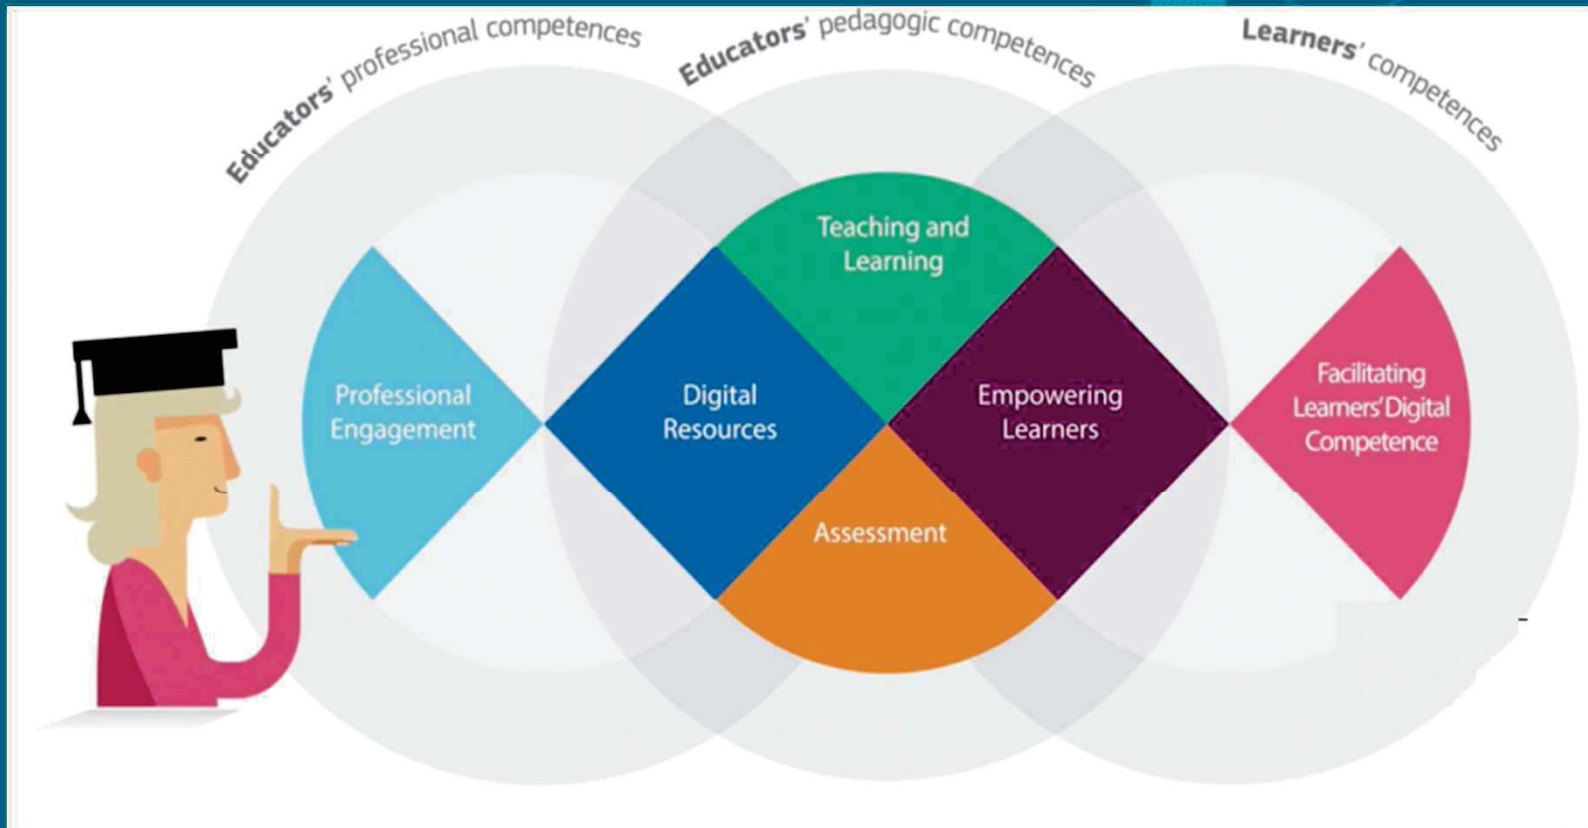 Educators' professional competences
Educators' pedagogic competences
Learners' competences
Teaching and
Learning
Professional
Engagement
Digital
Resources
Empowering
Learners
Facilitating
Learners' Digital
Competence
Assessment